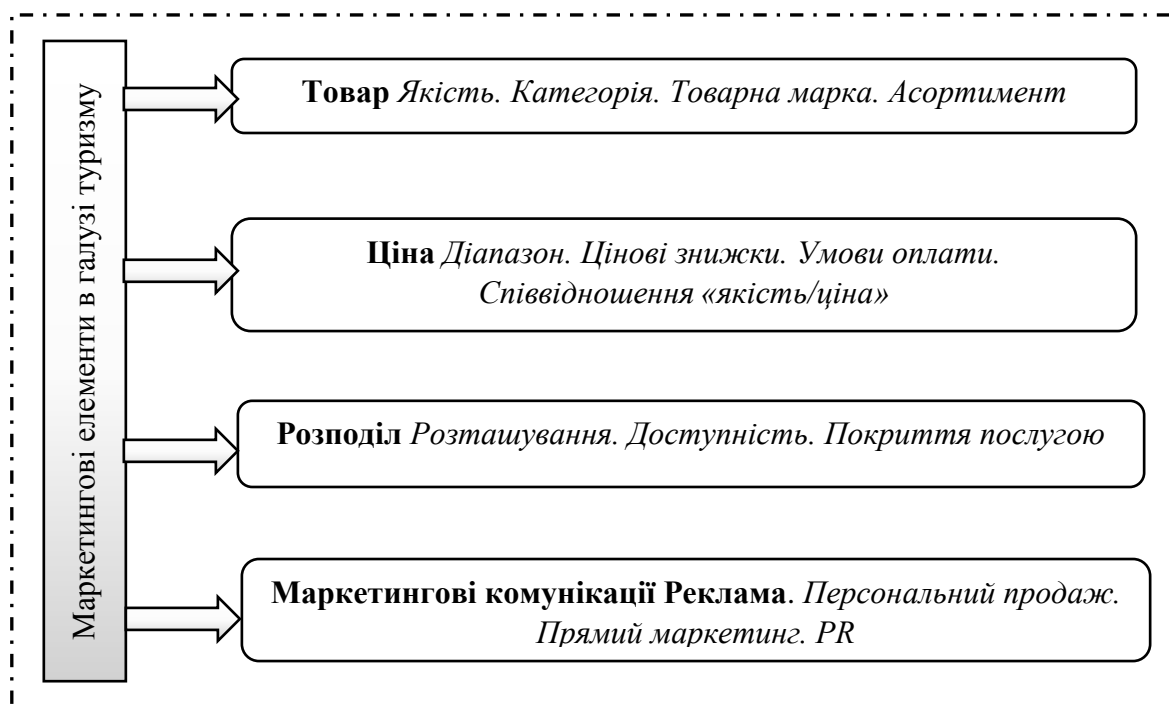 Маркетингові елементи в галузі туризму
Товар Якість. Категорія. Товарна марка. Асортимент
Ціна Діапазон. Цінові знижки. Умови оплати.
Співвідношення «якість/ціна»
Розподіл Розташування. Доступність. Покриття послугою
Маркетингові комунікації Реклама. Персональний продаж.
Прямий маркетинг. PR